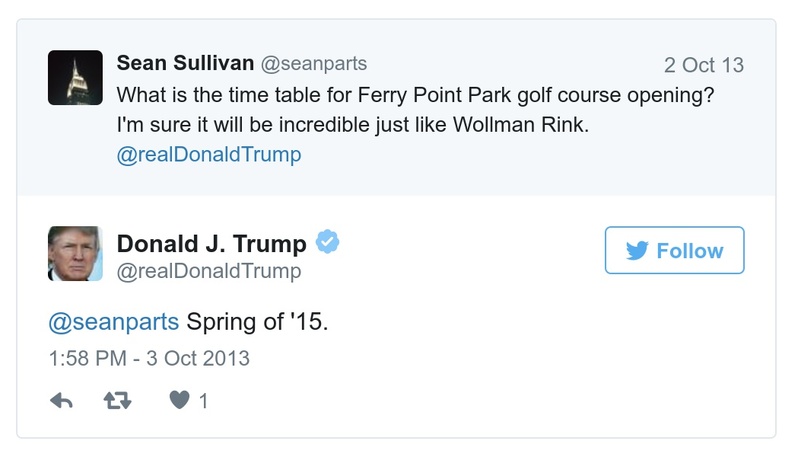 Sean Sullivan @seanparts 2 Oct 13
What is the time table for Ferry Point Park golf course opening?
I'm sure it will be incredible just like Wollman Rink.
@realDonaldTrump
Donald J. Trump
@realDonaldTrump
Follow
@seanparts Spring of '15.
1:58 PM - 3 Oct 2013
1